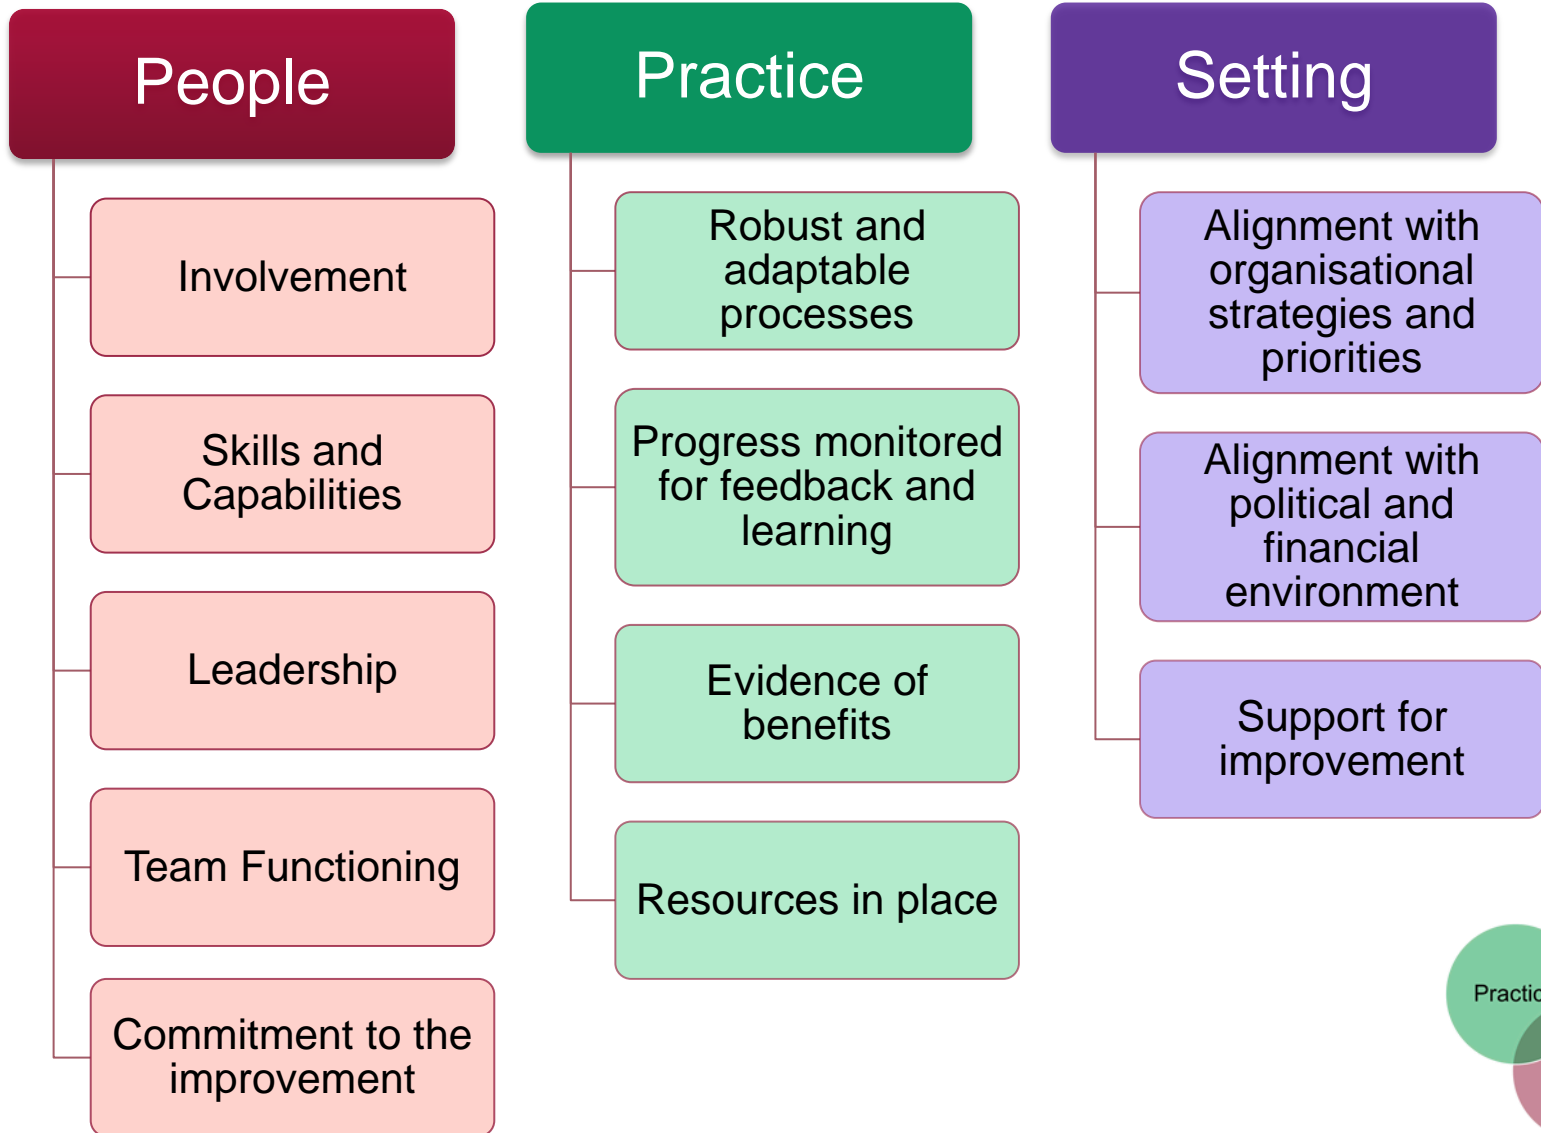 People
Involvement
Skills and
Capabilities
Leadership
Team Functioning
Commitment to the
improvement
Practice
Robust and
adaptable
processes
Progress monitored
for feedback and
learning
Evidence of
benefits
Resources in place
Setting
Alignment with
organisational
strategies and
priorities
Alignment with
political and
financial
environment
Support for
improvement
Practic